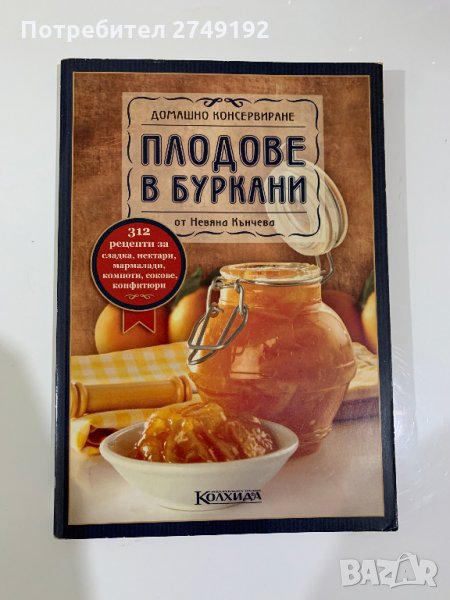 Потребител 2749192
ДОМАШНО КОНСЕРВИРАНЕ
ПЛОДОВЕ
В БУРКАНИ
от Невяна Кънчева
312
рецепти за
сладка, нектари,
мармалади,
компоти, сокове,
конфитюри
КОЛХИДА
BAZAR